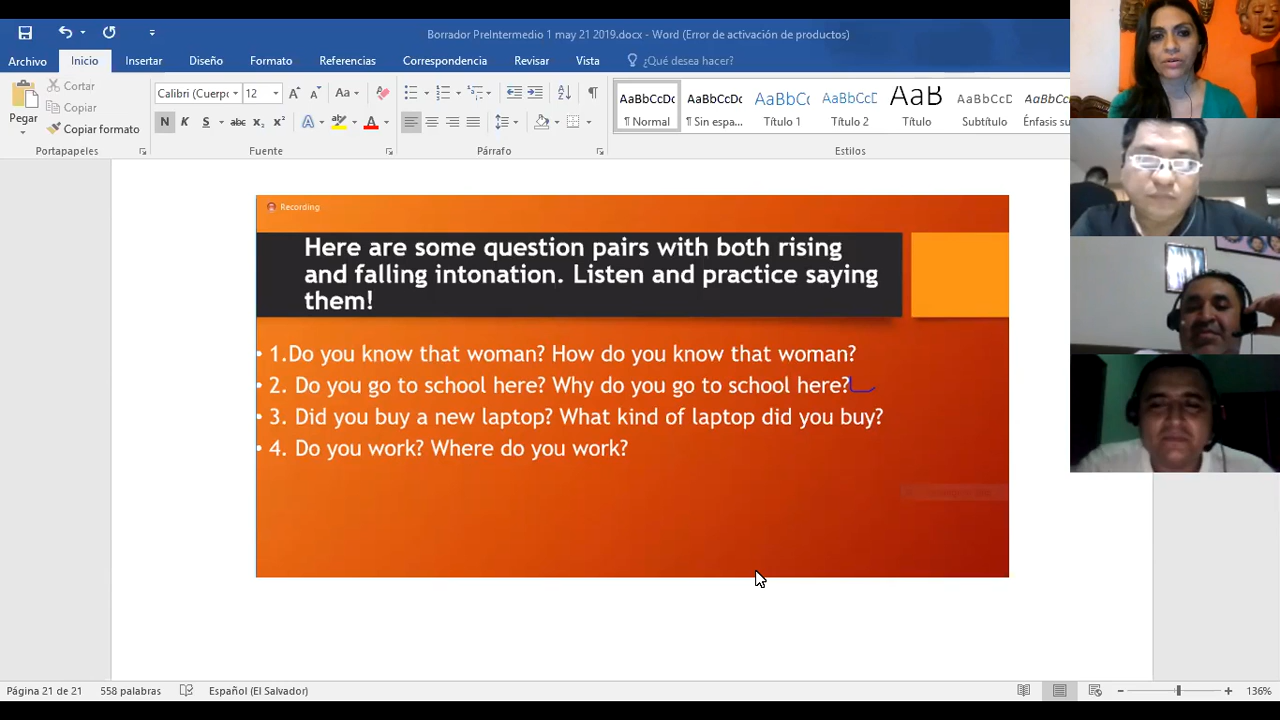 Borrador PreIntermedio 1 may 21 2019.docx - Word (Error de activación de productos)
Archivo Inicio Insertar Diseño Formato Referencias Correspondencia Revisar Vista ¿Qué desea hacer?
Cortar
Copiar
Copiar formato
Pegar
Portapapeles
Calibri (Cuerpo 12
N K S abc x₂ x²
Fuente
Párrafo
AaBbCcDc AaBbCcDc AaBbCc AaBbCcD AaB AaBbCcD AaBbCcDc
¶ Normal ¶ Sin espa... Título 1 Título 2 Título Subtítulo Énfasis su
Estilos
Recording
Here are some question pairs with both rising
and falling intonation. Listen and practice saying
them!
• 1.Do you know that woman? How do you know that woman?
• 2. Do you go to school here? Why do you go to school here?
• 3. Did you buy a new laptop? What kind of laptop did you buy?
• 4. Do you work? Where do you work?
Página 21 de 21 558 palabras Español (El Salvador) 136%